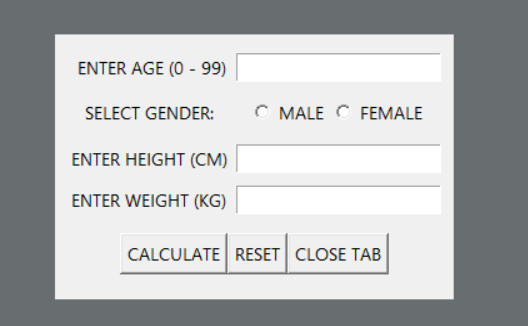 ENTER AGE (0 - 99)
SELECT GENDER: MALE FEMALE
ENTER HEIGHT (CM)
ENTER WEIGHT (KG)
CALCULATE RESET CLOSE TAB